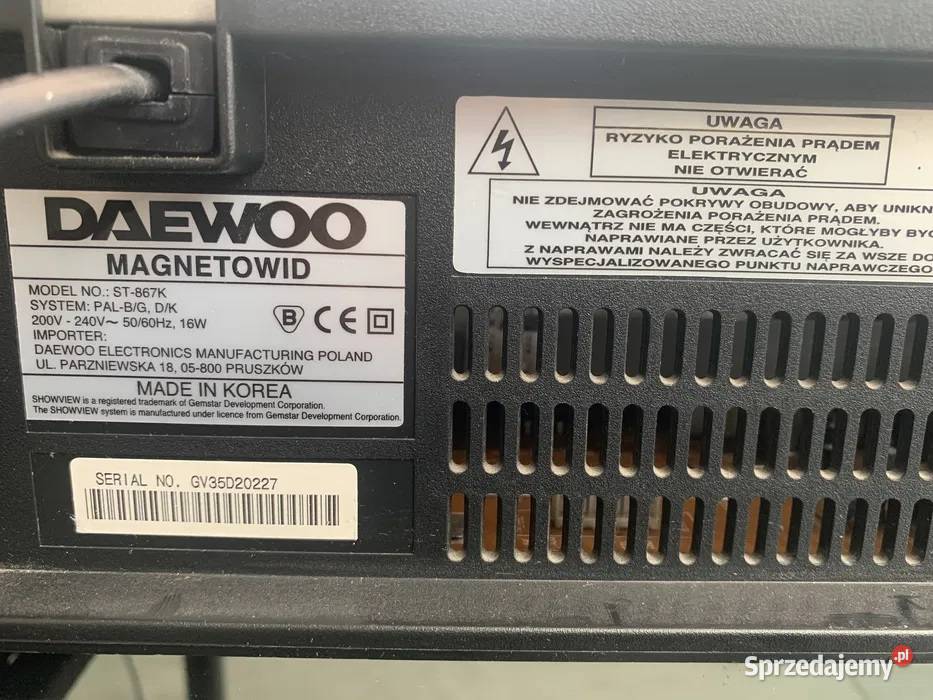 DAEWOO
MAGNETOWID
MODEL NO.: ST-867K
SYSTEM: PAL-B/G, D/K
200V - 240V~ 50/60Hz, 16W
IMPORTER:
DAEWOO ELECTRONICS MANUFACTURING POLAND
UL. PARZNIEWSKA 18, 05-800 PRUSZKÓW
B CE
MADE IN KOREA
SHOWVIEW is a registered trademark of Gemstar Development Corporation.
The SHOWVIEW system is manufactured under licence from Gemstar Development Corporation.
SERIAL NO. GV35D20227
UWAGA
RYZYKO PORAŻENIA PRĄDEM
ELEKTRYCZNYM
NIE OTWIERAĆ
UWAGA
NIE ZDEJMOWAĆ POKRYWY OBUDOWY, ABY UNIKN
ZAGROŻENIA PORAŻENIA PRĄDEM.
WEWNĄTRZ NIE MA CZĘŚCI, KTÓRE MOGŁYBY BYĆ
NAPRAWIANE PRZEZ UŻYTKOWNIKA.
Z NAPRAWAMI NALEŻY ZWRACAĆ SIĘ ZA WSZE DO
WYSPECJALIZOWANEGO PUNKTU NAPRAWCZEGO
Sprzedajemy.pl